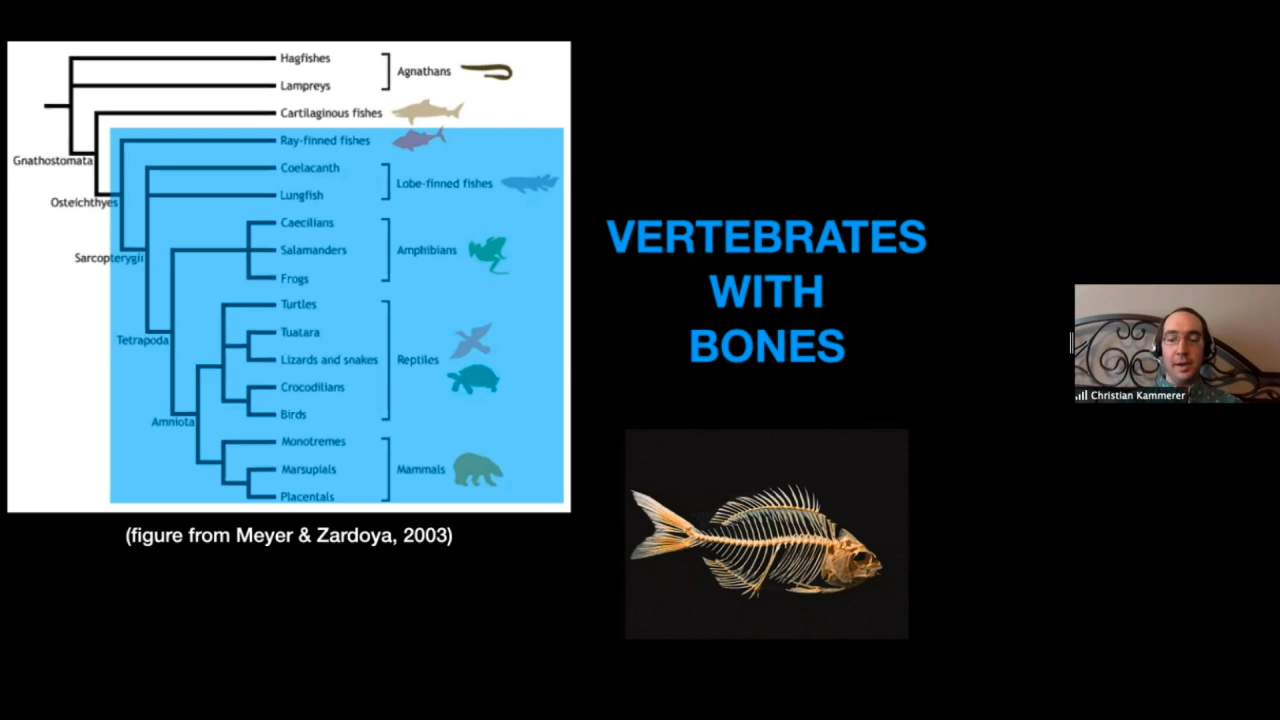 Hagfishes
Lampreys
Agnathans
Cartilaginous fishes
Ray-finned fishes
Gnathostomata
Coelacanth
Lobe-finned fishes
Lungfish
Osteichthyes
Caecilians
Salamanders
Amphibians
Sarcopterygii
Frogs
Turtles
Tuatara
Tetrapoda
Lizards and snakes
Reptiles
Crocodilians
Birds
Amniota
Monotremes
Marsupials
Mammals
Placentals
(figure from Meyer & Zardoya, 2003)
VERTEBRATES
WITH
BONES
Christian Kammerer